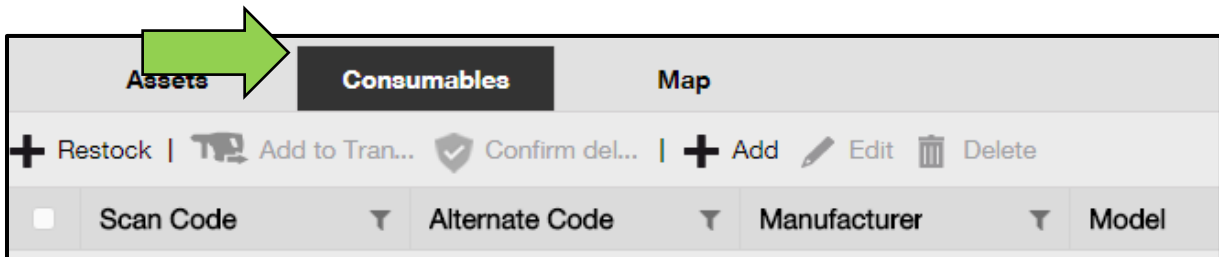 Assets Consumables Map
Restock | Add to Tran... Confirm del... | Add Edit Delete
Scan Code Alternate Code Manufacturer Model